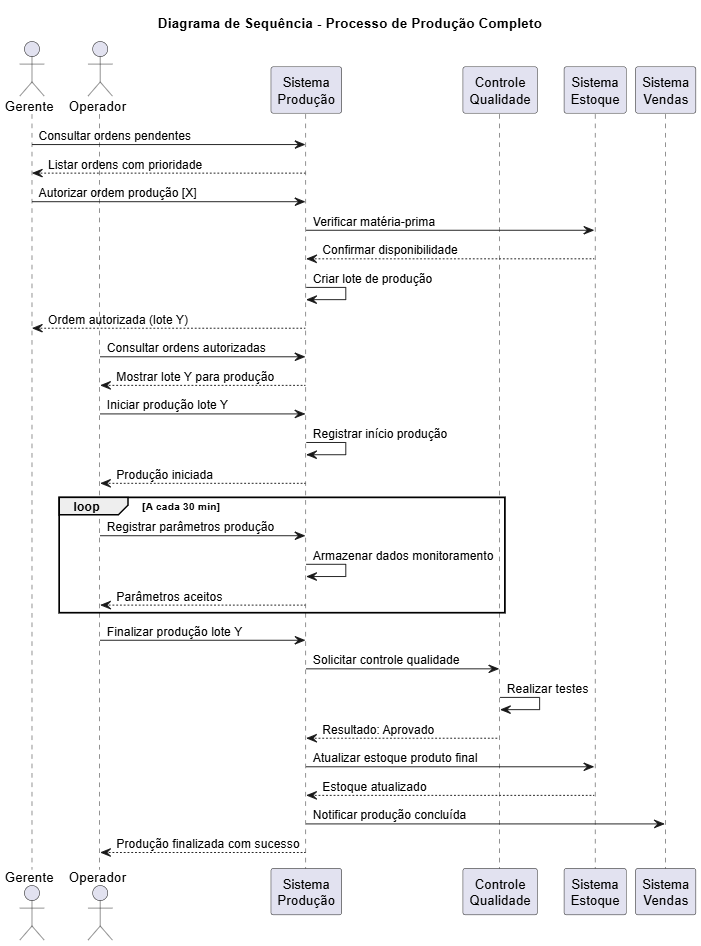 Diagrama de Sequência - Processo de Produção Completo
Gerente
Operador
Sistema
Produção
Controle
Qualidade
Sistema
Estoque
Sistema
Vendas
Consultar ordens pendentes
Listar ordens com prioridade
Autorizar ordem produção [X]
Verificar matéria-prima
Confirmar disponibilidade
Criar lote de produção
Ordem autorizada (lote Y)
Consultar ordens autorizadas
Mostrar lote Y para produção
Iniciar produção lote Y
Registrar início produção
Produção iniciada
loop [A cada 30 min]
Registrar parâmetros produção
Armazenar dados monitoramento
Parâmetros aceitos
Finalizar produção lote Y
Solicitar controle qualidade
Realizar testes
Resultado: Aprovado
Atualizar estoque produto final
Estoque atualizado
Notificar produção concluída
Produção finalizada com sucesso
Gerente
Operador
Sistema
Produção
Controle
Qualidade
Sistema
Estoque
Sistema
Vendas